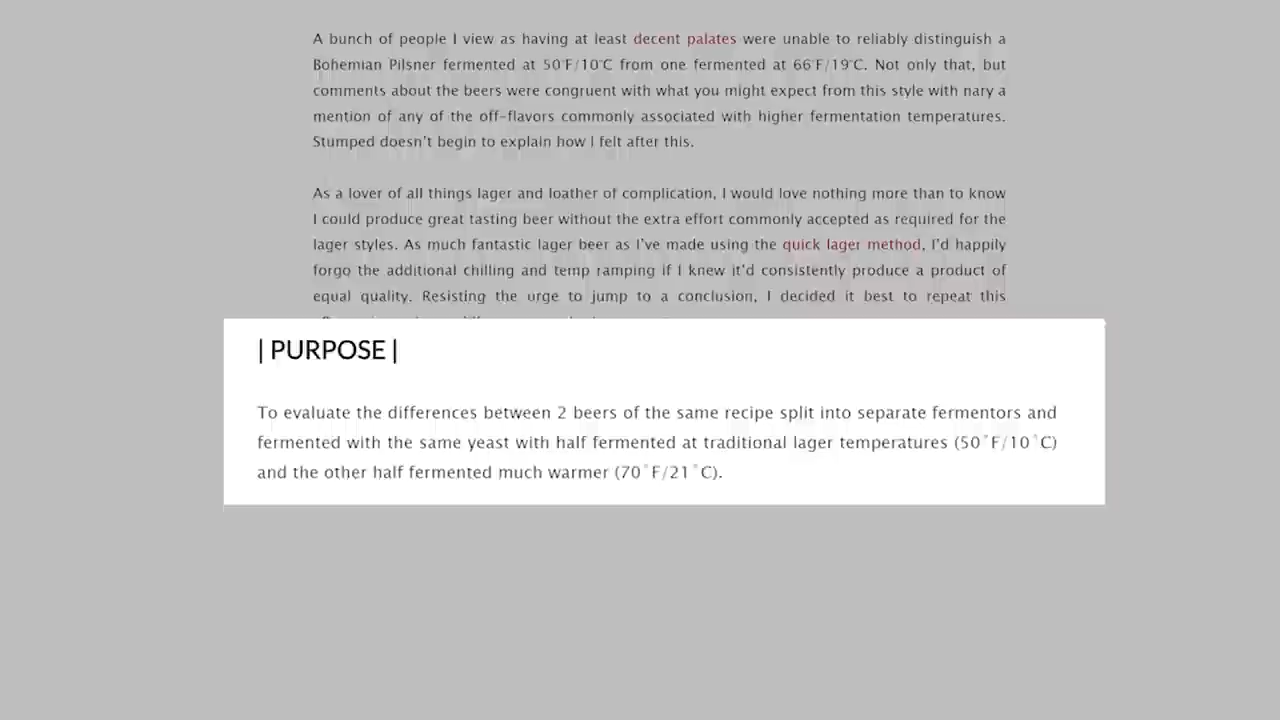 A bunch of people I view as having at least decent palates were unable to reliably distinguish a
Bohemian Pilsner fermented at 50°F/10°C from one fermented at 66°F/19°C. Not only that, but
comments about the beers were congruent with what you might expect from this style with nary a
mention of any of the off-flavors commonly associated with higher fermentation temperatures.
Stumped doesn't begin to explain how I felt after this.
As a lover of all things lager and loather of complication, I would love nothing more than to know
I could produce great tasting beer without the extra effort commonly accepted as required for the
lager styles. As much fantastic lager beer as I've made using the quick lager method, I'd happily
forgo the additional chilling and temp ramping if I knew it'd consistently produce a product of
equal quality. Resisting the urge to jump to a conclusion, I decided it best to repeat this
| PURPOSE |
To evaluate the differences between 2 beers of the same recipe split into separate fermentors and
fermented with the same yeast with half fermented at traditional lager temperatures (50˚F/10˚C)
and the other half fermented much warmer (70˚F/21˚C).